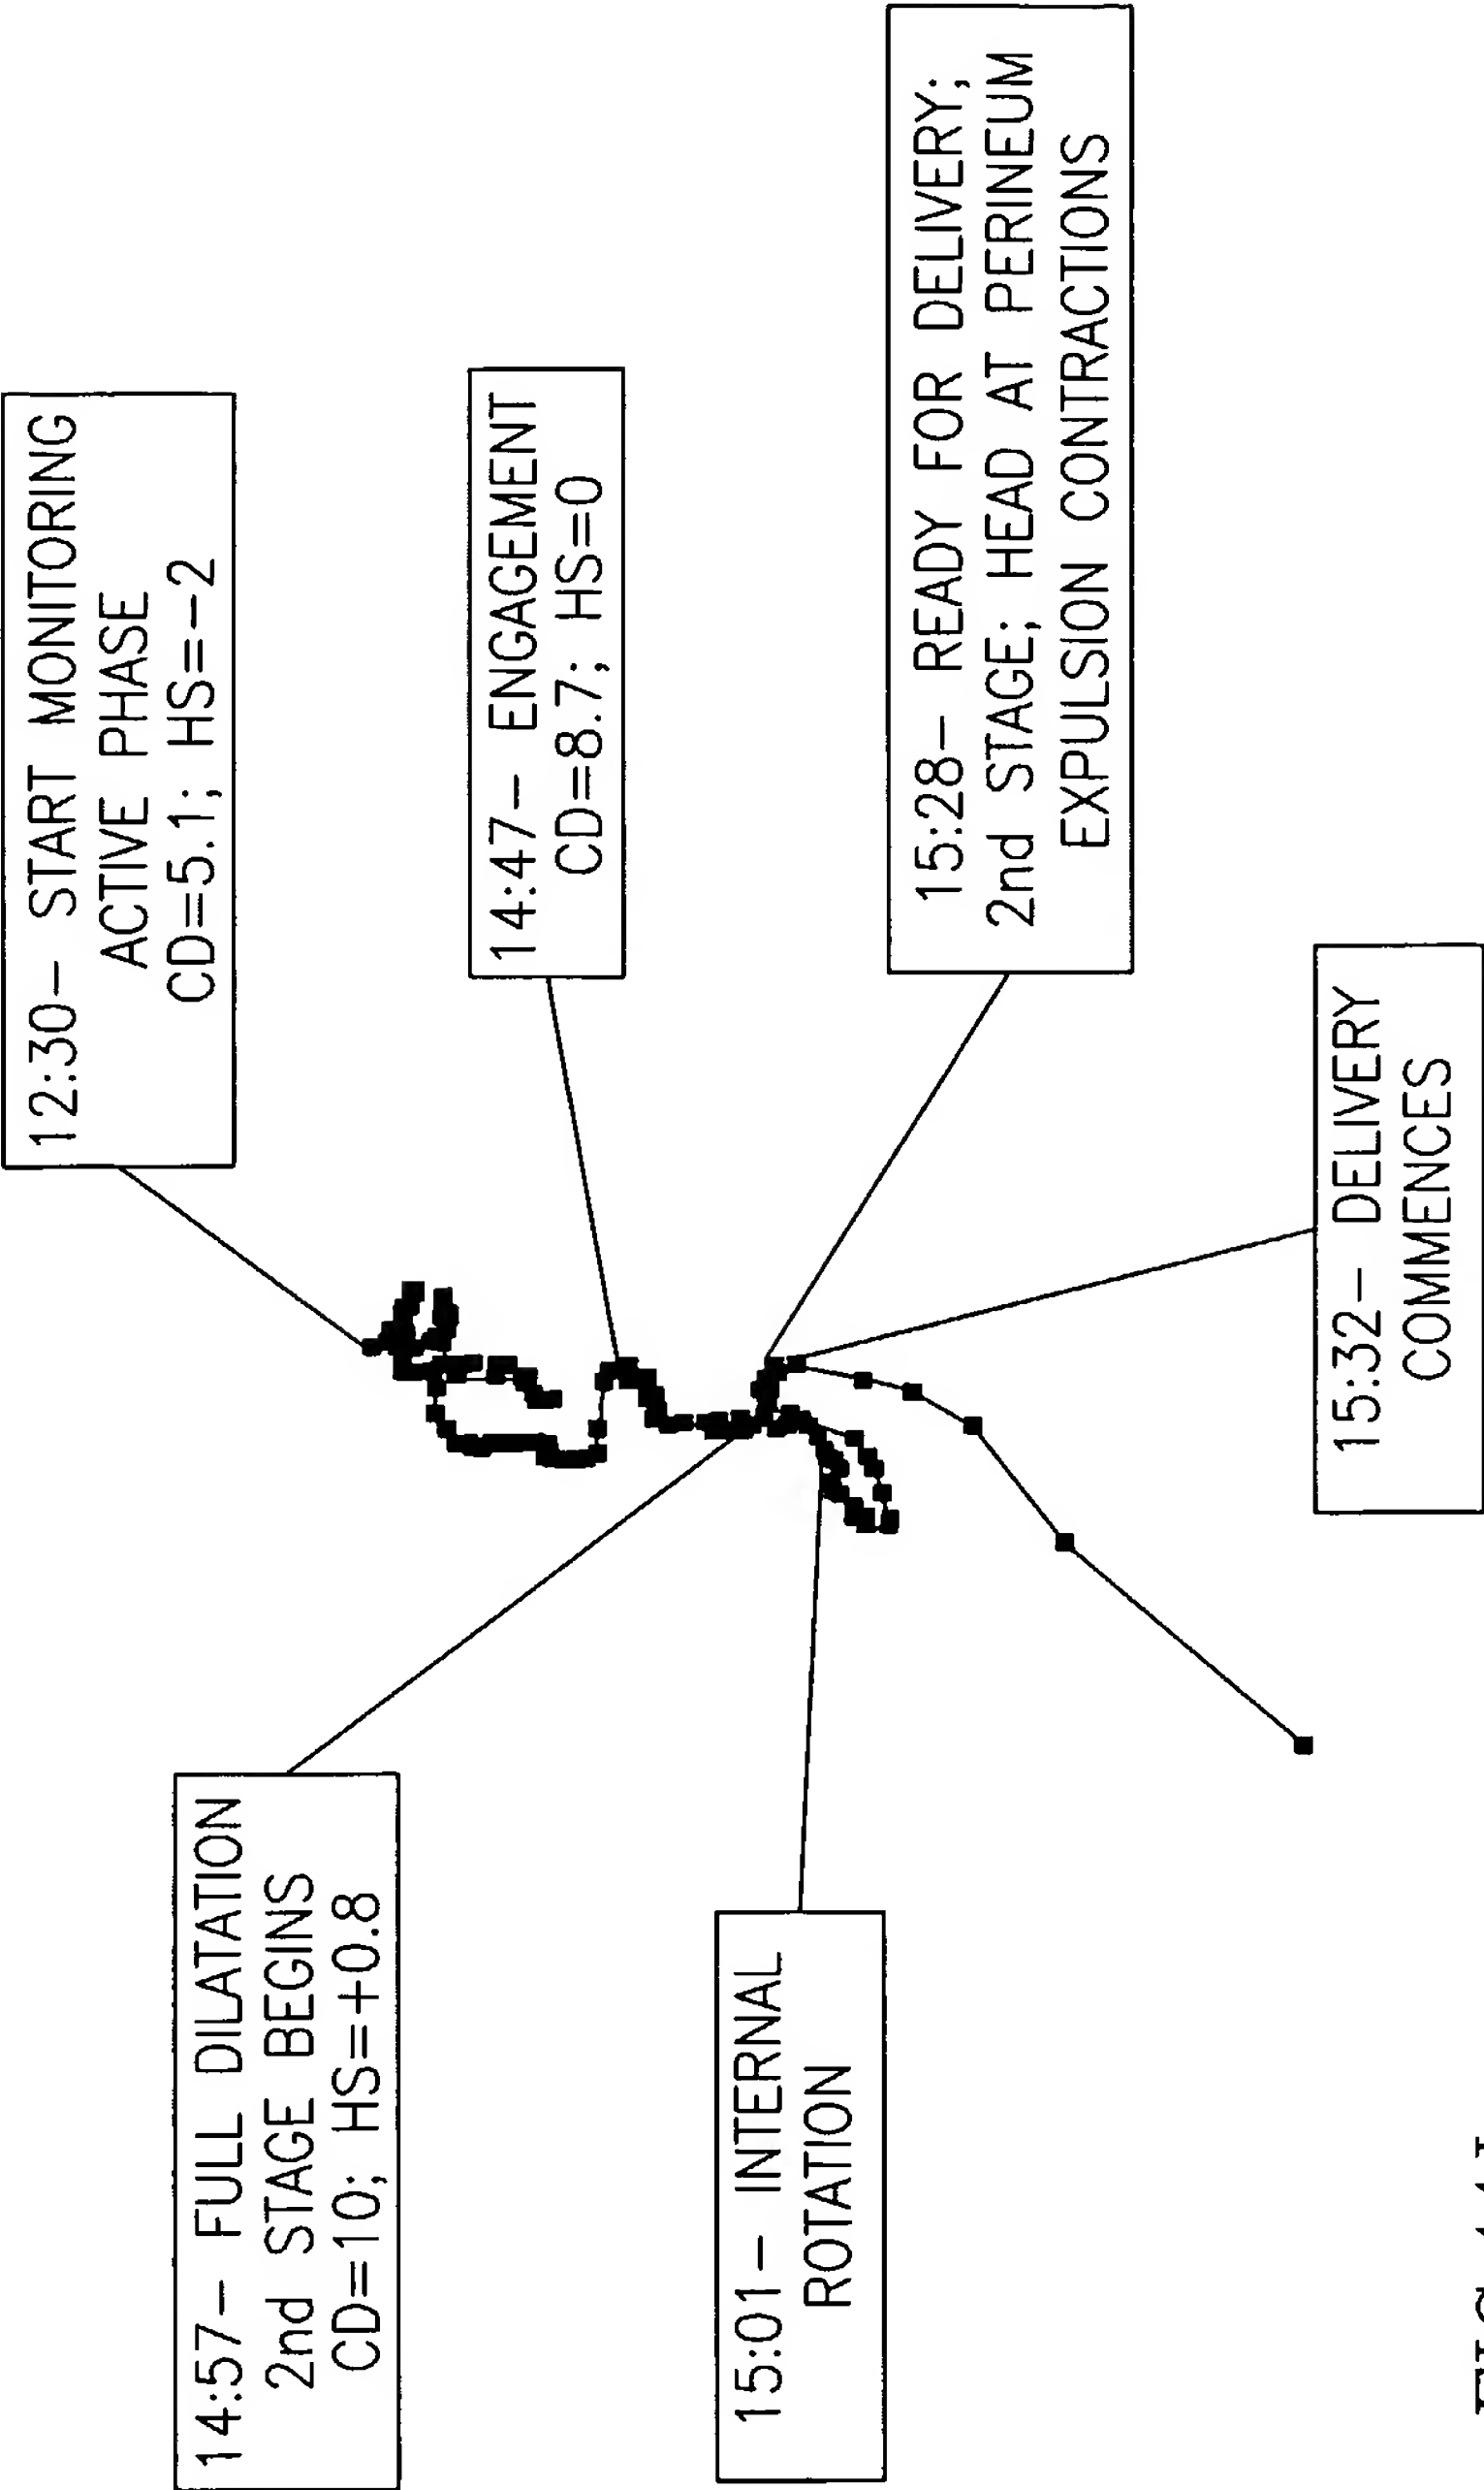 12:30- START MONITORING
ACTIVE PHASE
CD=5.1; HS=-2
14:47- ENGAGEMENT
CD=8.7; HS=0
14:57- FULL DILATATION
2nd STAGE BEGINS
CD=10; HS=+0.8
15:01- INTERNAL
ROTATION
15:28- READY FOR DELIVERY;
2nd STAGE; HEAD AT PERINEUM
EXPULSION CONTRACTIONS
15:32- DELIVERY
COMMENCES